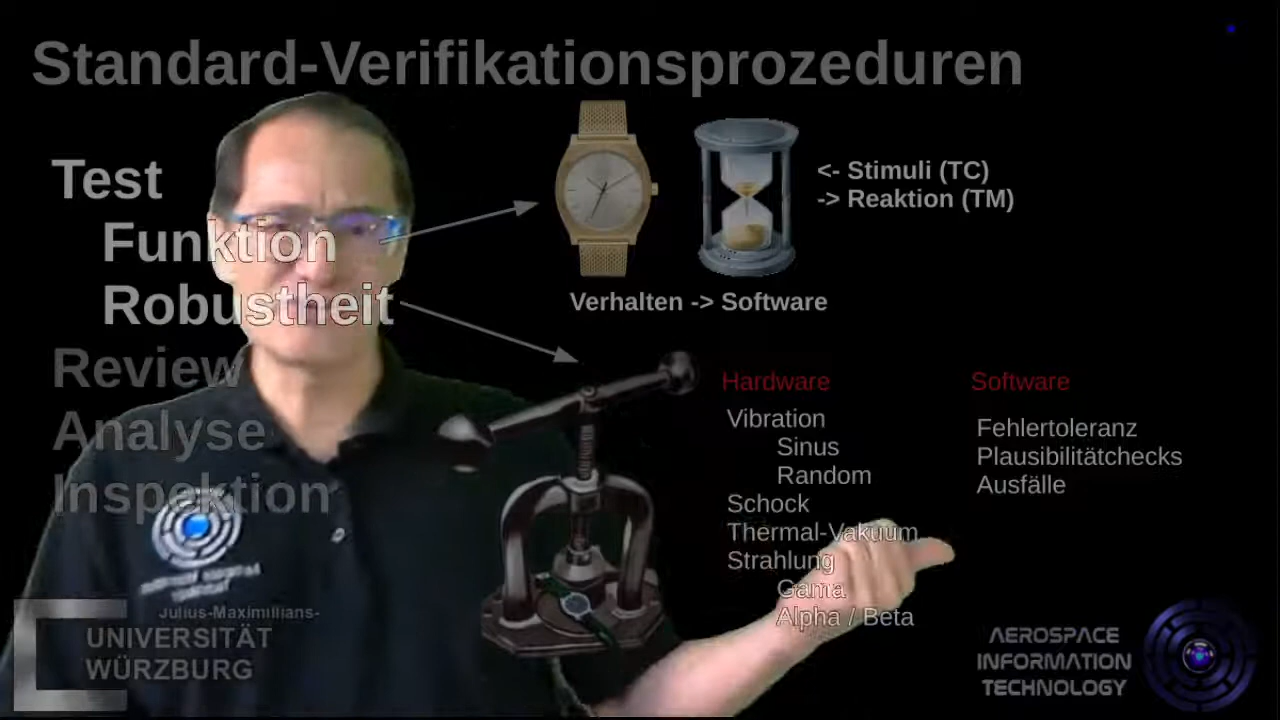 Standard-Verifikationsprozeduren
Test
Funktion
Robustheit
Review
Analyse
Inspektion
<- Stimuli (TC)
-> Reaktion (TM)
Verhalten -> Software
Hardware
Vibration
Sinus
Random
Schock
Thermal-Vakuum
Strahlung
Gama
Alpha / Beta
Software
Fehlertoleranz
Plausibilitätchecks
Ausfälle
Julius-Maximilians-
UNIVERSITÄT
WÜRZBURG
AEROSPACE
INFORMATION
TECHNOLOGY